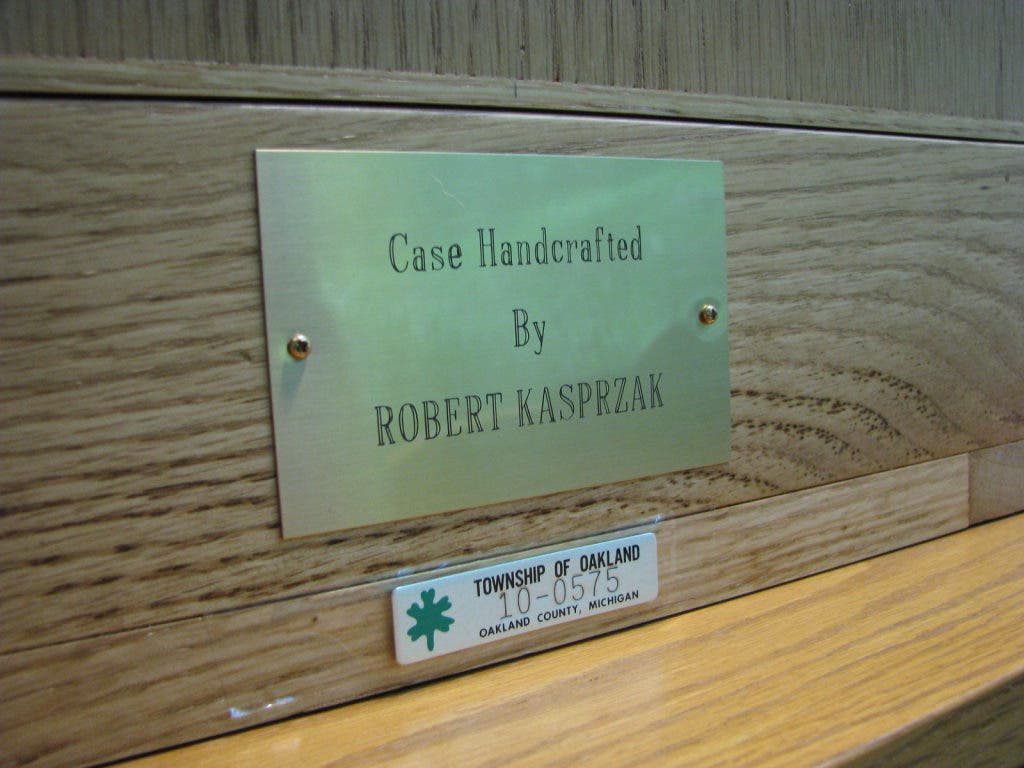 Case Handcrafted
By
ROBERT KASPRZAK
TOWNSHIP OF OAKLAND
10-0575
OAKLAND COUNTY, MICHIGAN